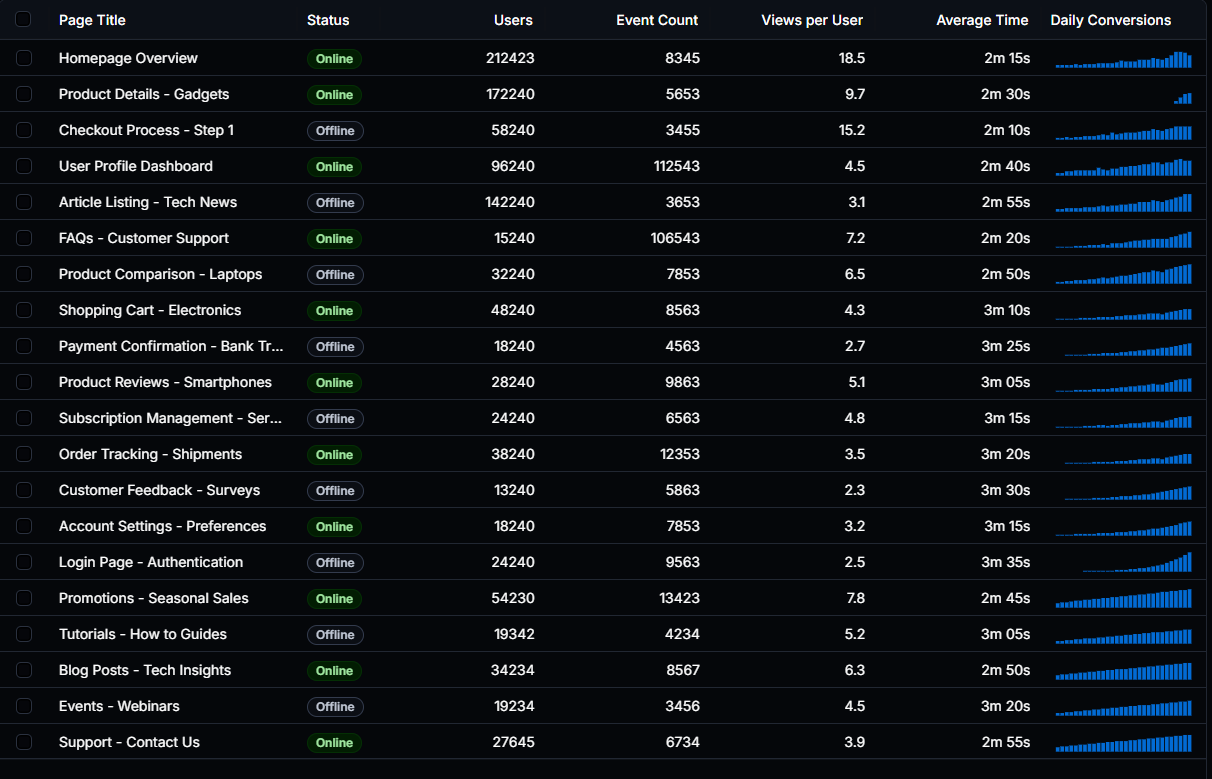 Page Title Status Users Event Count Views per User Average Time Daily Conversions
Homepage Overview Online 212423 8345 18.5 2m 15s
Product Details - Gadgets Online 172240 5653 9.7 2m 30s
Checkout Process - Step 1 Offline 58240 3455 15.2 2m 10s
User Profile Dashboard Online 96240 112543 4.5 2m 40s
Article Listing - Tech News Offline 142240 3653 3.1 2m 55s
FAQs - Customer Support Online 15240 106543 7.2 2m 20s
Product Comparison - Laptops Offline 32240 7853 6.5 2m 50s
Shopping Cart - Electronics Online 48240 8563 4.3 3m 10s
Payment Confirmation - Bank Tr... Offline 18240 4563 2.7 3m 25s
Product Reviews - Smartphones Online 28240 9863 5.1 3m 05s
Subscription Management - Ser... Offline 24240 6563 4.8 3m 15s
Order Tracking - Shipments Online 38240 12353 3.5 3m 20s
Customer Feedback - Surveys Offline 13240 5863 2.3 3m 30s
Account Settings - Preferences Online 18240 7853 3.2 3m 15s
Login Page - Authentication Offline 24240 9563 2.5 3m 35s
Promotions - Seasonal Sales Online 54230 13423 7.8 2m 45s
Tutorials - How to Guides Offline 19342 4234 5.2 3m 05s
Blog Posts - Tech Insights Online 34234 8567 6.3 2m 50s
Events - Webinars Offline 19234 3456 4.5 3m 20s
Support - Contact Us Online 27645 6734 3.9 2m 55s